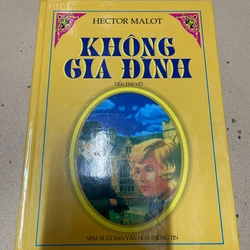 HECTOR MALOT
KHÔNG
GIA ĐÌNH
TIỂU THUYẾT
NHÀ XUẤT BẢN VĂN HÓA THÔNG TIN